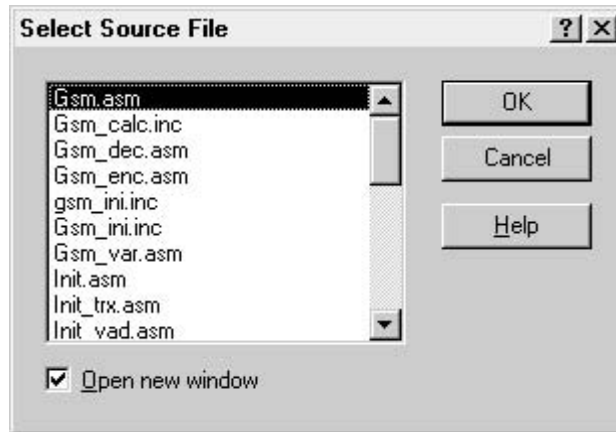 Select Source File
Gsm.asm
Gsm_calc.inc
Gsm_dec.asm
Gsm_enc.asm
gsm_ini.inc
Gsm_ini.inc
Gsm_var.asm
Init.asm
Init_trx.asm
Init_vad.asm
OK
Cancel
Help
Open new window